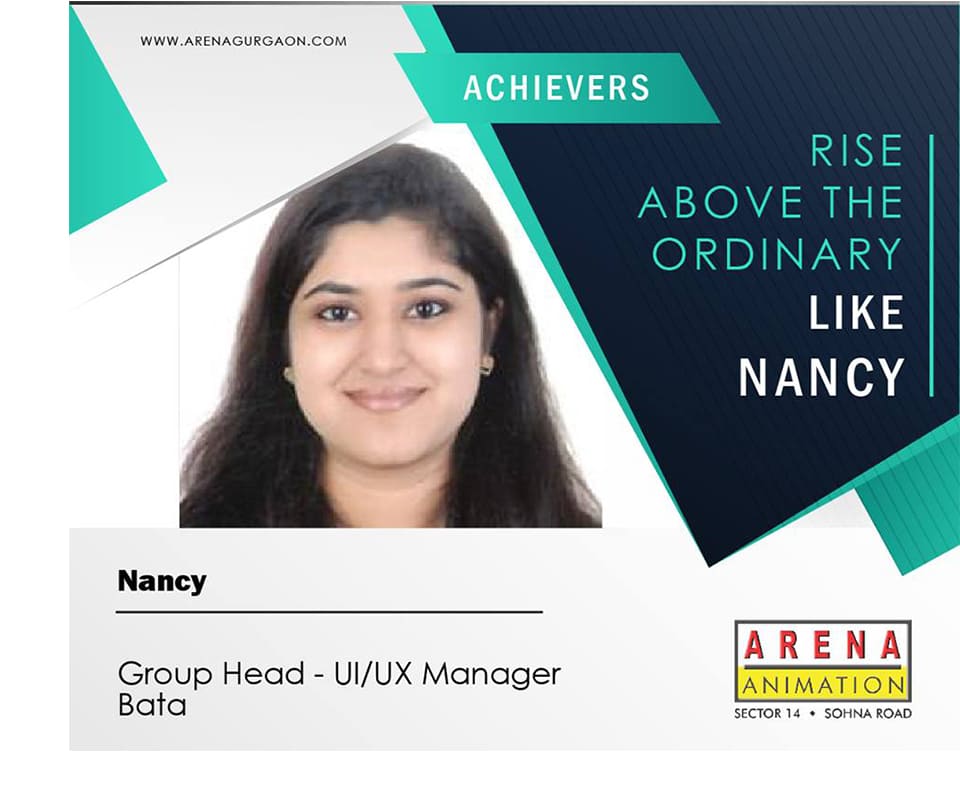 WWW.ARENAGURGAON.COM
ACHIEVERS
RISE
ABOVE THE
ORDINARY
LIKE
NANCY
Nancy
Group Head - UI/UX Manager
Bata
ARENA
ANIMATION
SECTOR 14 • SOHNA ROAD